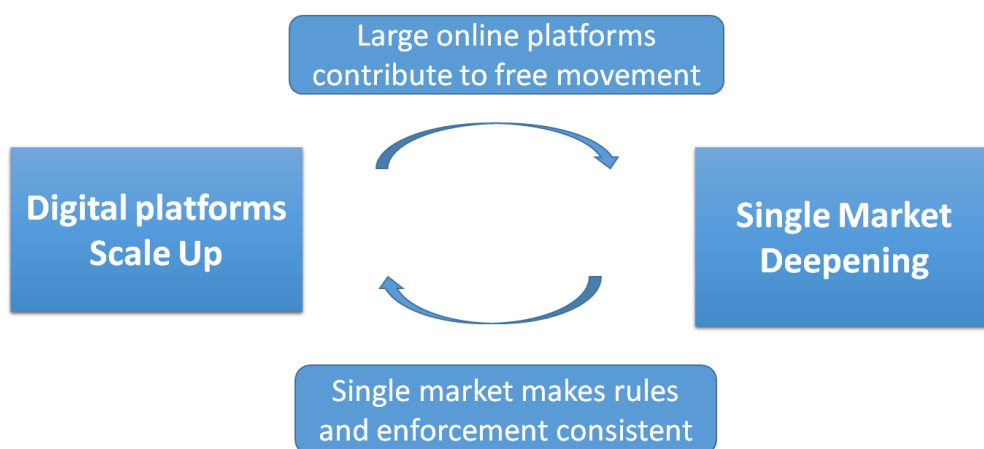 Large online platforms
contribute to free movement
Digital platforms
Scale Up
Single Market
Deepening
Single market makes rules
and enforcement consistent